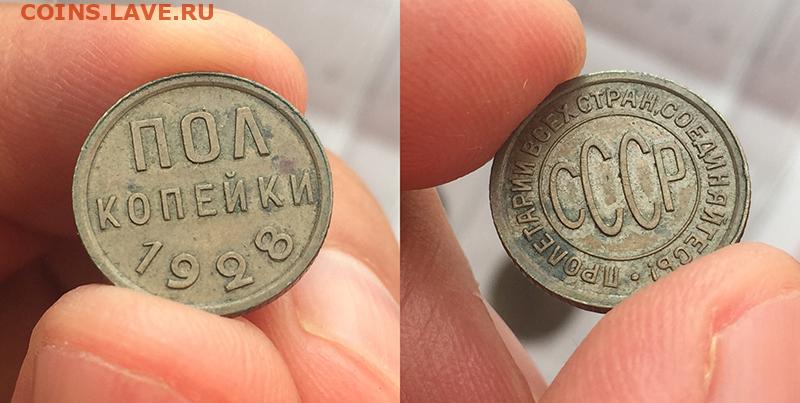 COINS.LAVE.RU
ПОЛ
КОПЕЙКИ
1928
ПРОЛЕТАРИИ ВСЕХ СТРАН, СОЕДИНЯЙТЕСЬ!
СССР